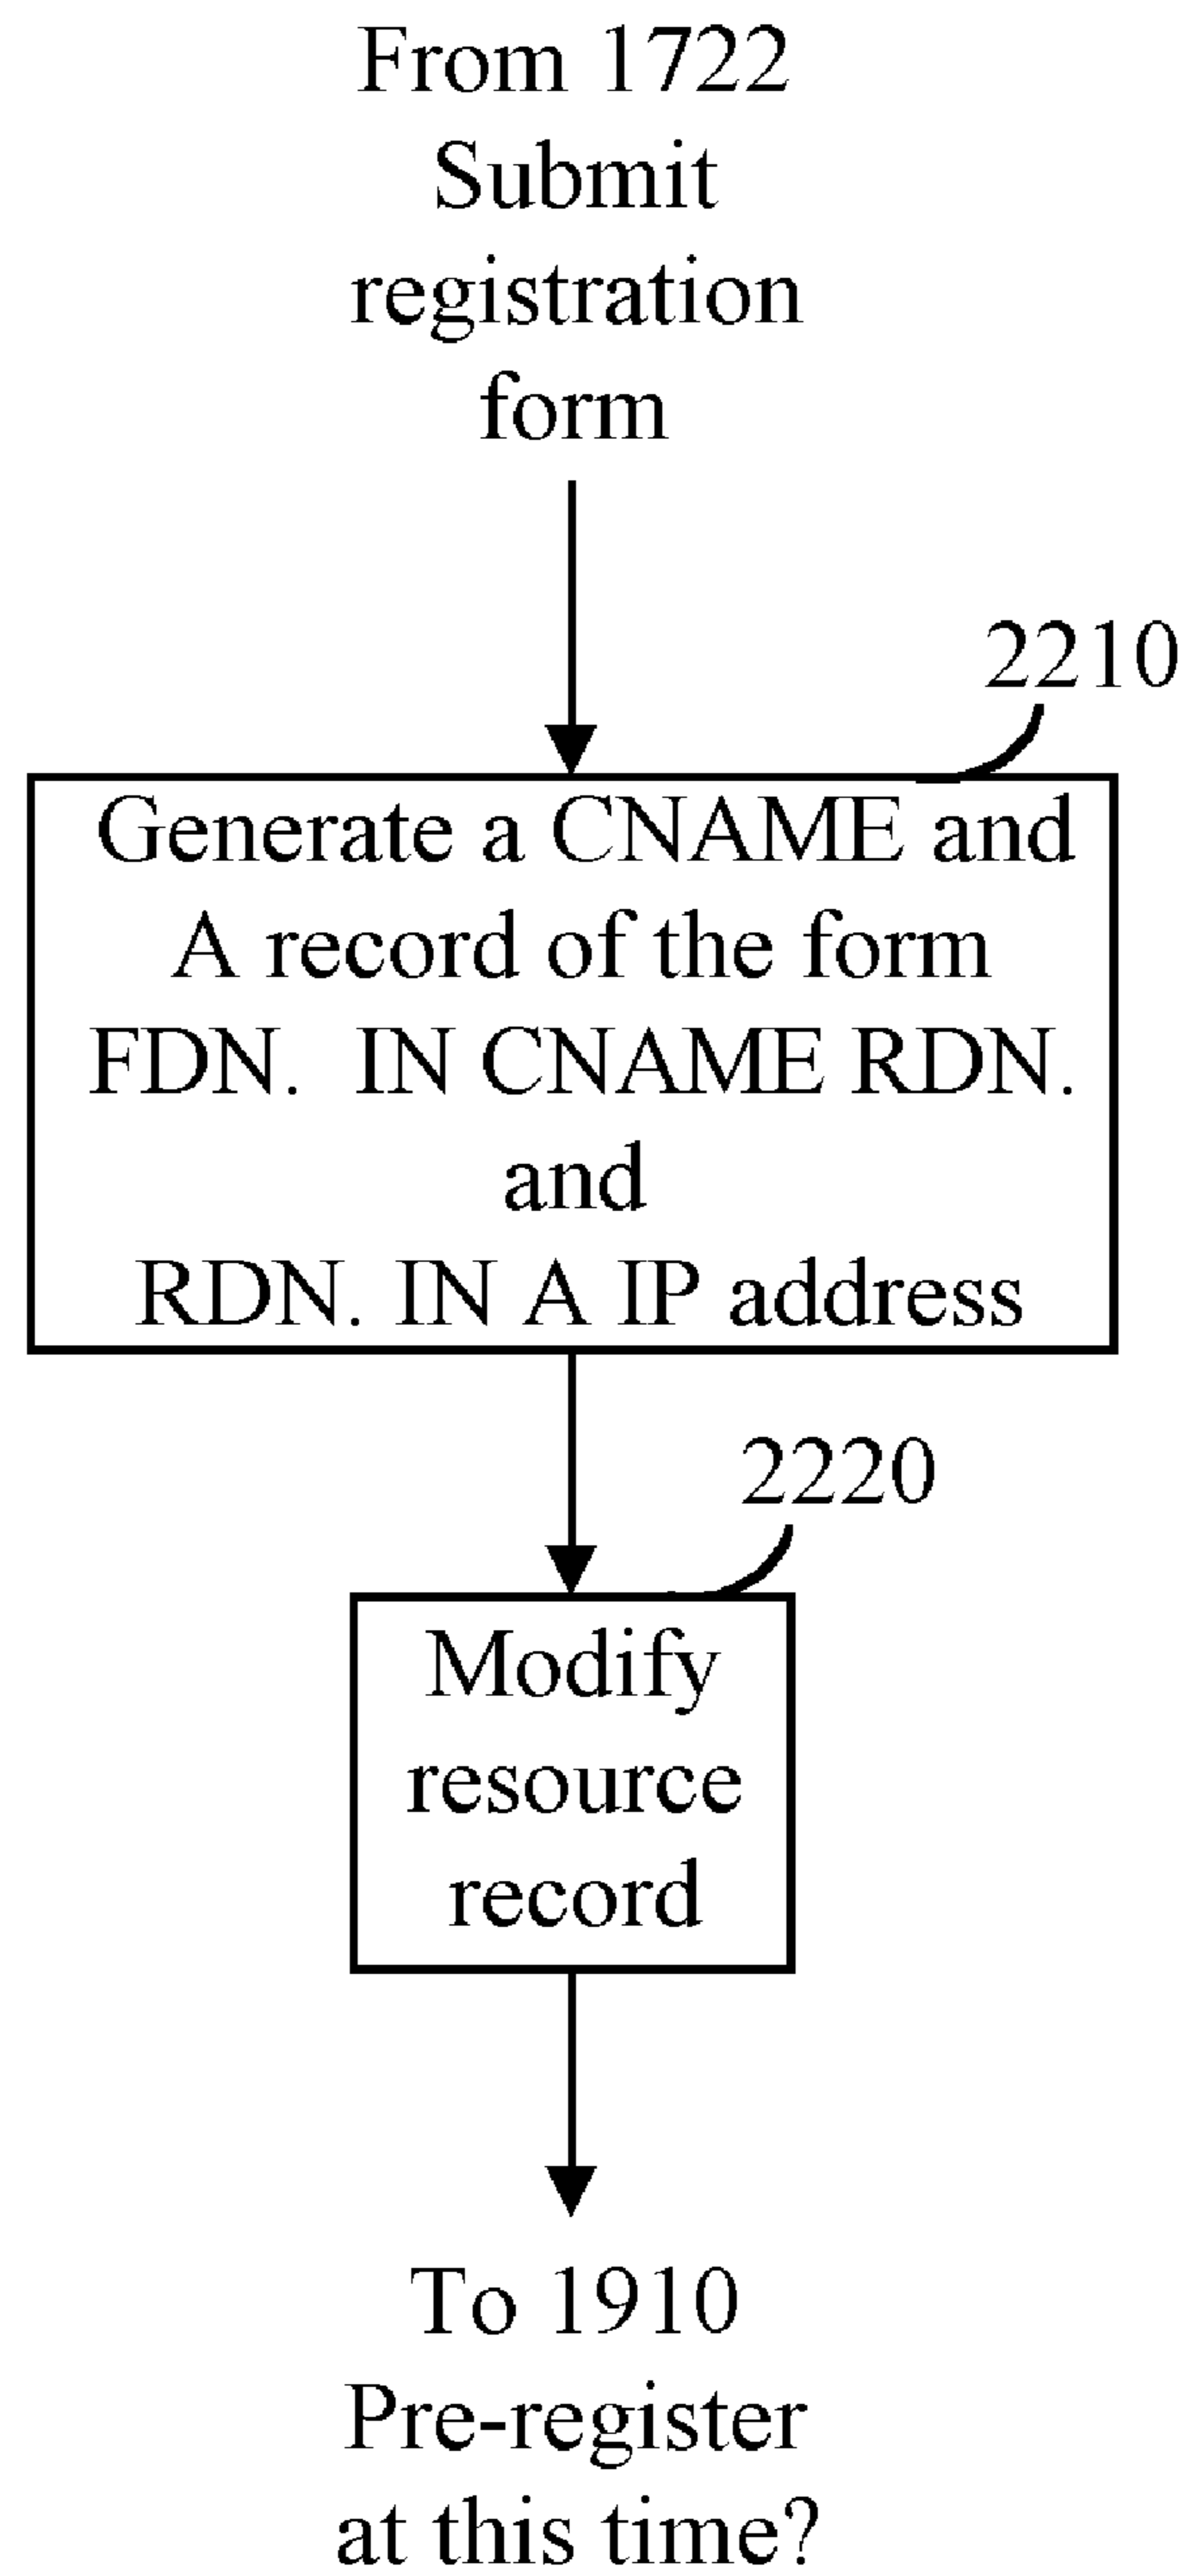 From 1722
Submit
registration
form
2210
Generate a CNAME and
A record of the form
FDN. IN CNAME RDN.
and
RDN. IN A IP address
2220
Modify
resource
record
To 1910
Pre-register
at this time?